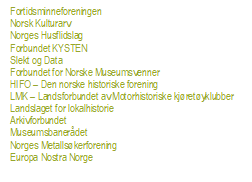 Fortidsminneforeningen
Norsk Kulturarv
Norges Husflidslag
Forbundet KYSTEN
Slekt og Data
Forbundet for Norske Museumsvenner
HIFO – Den norske historiske forening
LMK – Landsforbundet av Motorhistoriske kjøretøyklubber
Landslaget for lokalhistorie
Arkivforbundet
Museumsbanerådet
Norges Metallsøkerforening
Europa Nostra Norge